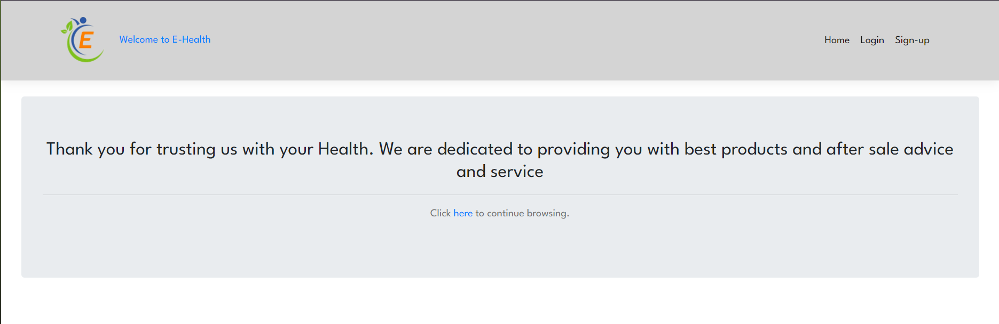 E
Welcome to E-Health
Home Login Sign-up
Thank you for trusting us with your Health. We are dedicated to providing you with best products and after sale advice
and service
Click here to continue browsing.